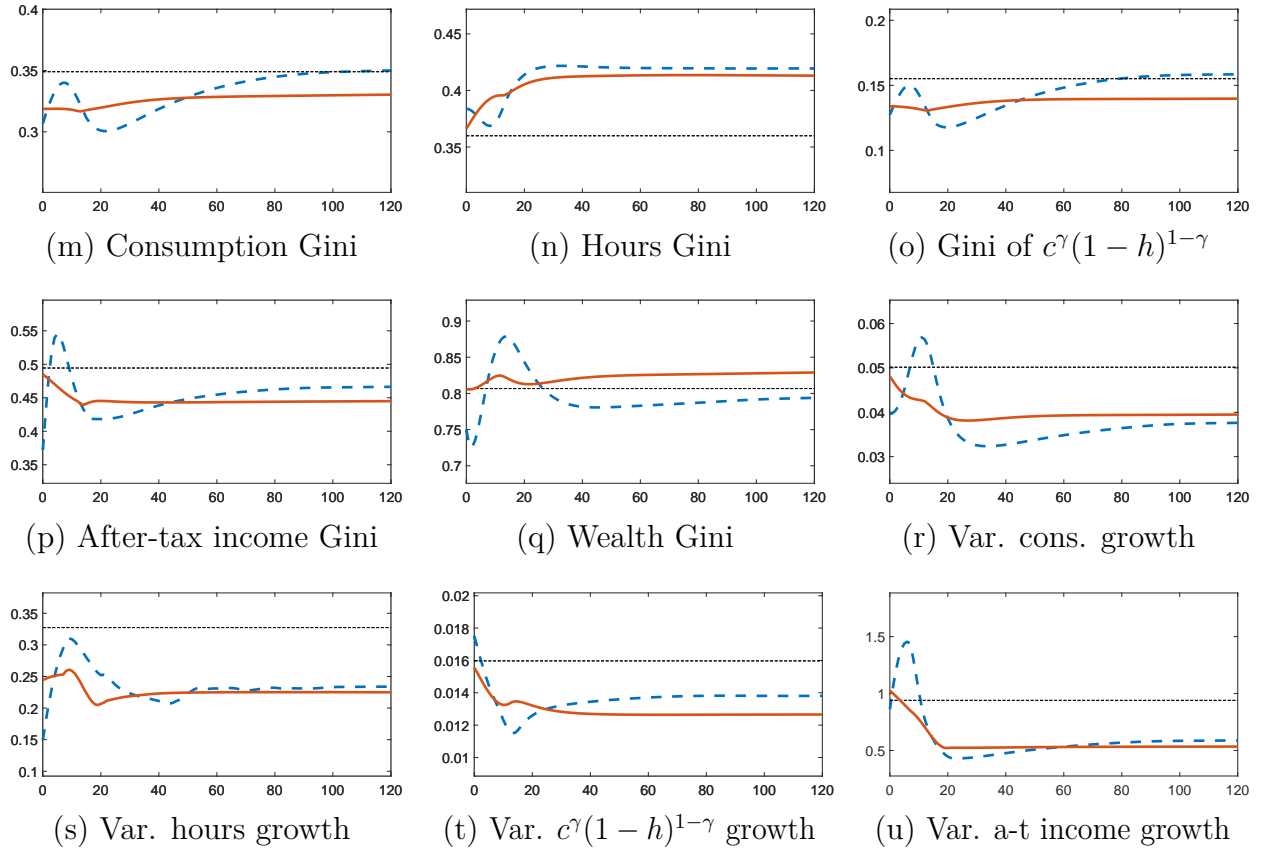 0.4
0.35
0.3
0 20 40 60 80 100 120
(m) Consumption Gini
0.45
0.4
0.35
0 20 40 60 80 100 120
(n) Hours Gini
0.2
0.15
0.1
0 20 40 60 80 100 120
(o) Gini of c^γ(1 − h)^{1−γ}
0.55
0.5
0.45
0.4
0.35
0 20 40 60 80 100 120
(p) After-tax income Gini
0.9
0.85
0.8
0.75
0.7
0 20 40 60 80 100 120
(q) Wealth Gini
0.06
0.05
0.04
0.03
0 20 40 60 80 100 120
(r) Var. cons. growth
0.35
0.3
0.25
0.2
0.15
0.1
0 20 40 60 80 100 120
(s) Var. hours growth
0.02
0.018
0.016
0.014
0.012
0.01
0 20 40 60 80 100 120
(t) Var. c^γ(1 − h)^{1−γ} growth
1.5
1
0.5
0 20 40 60 80 100 120
(u) Var. a-t income growth